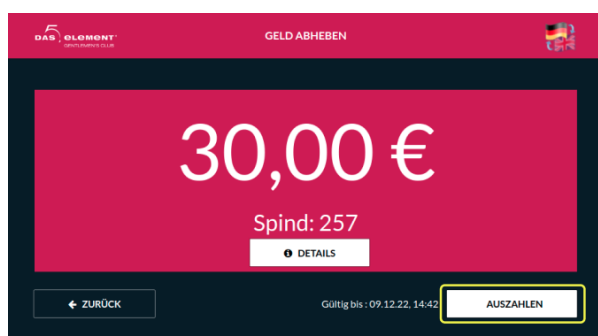 DAS 5. ELEMENT
GENTLEMEN'S CLUB
GELD ABHEBEN
30,00 €
Spind: 257
DETAILS
ZURÜCK
Gültig bis : 09.12.22, 14:42
AUSZAHLEN